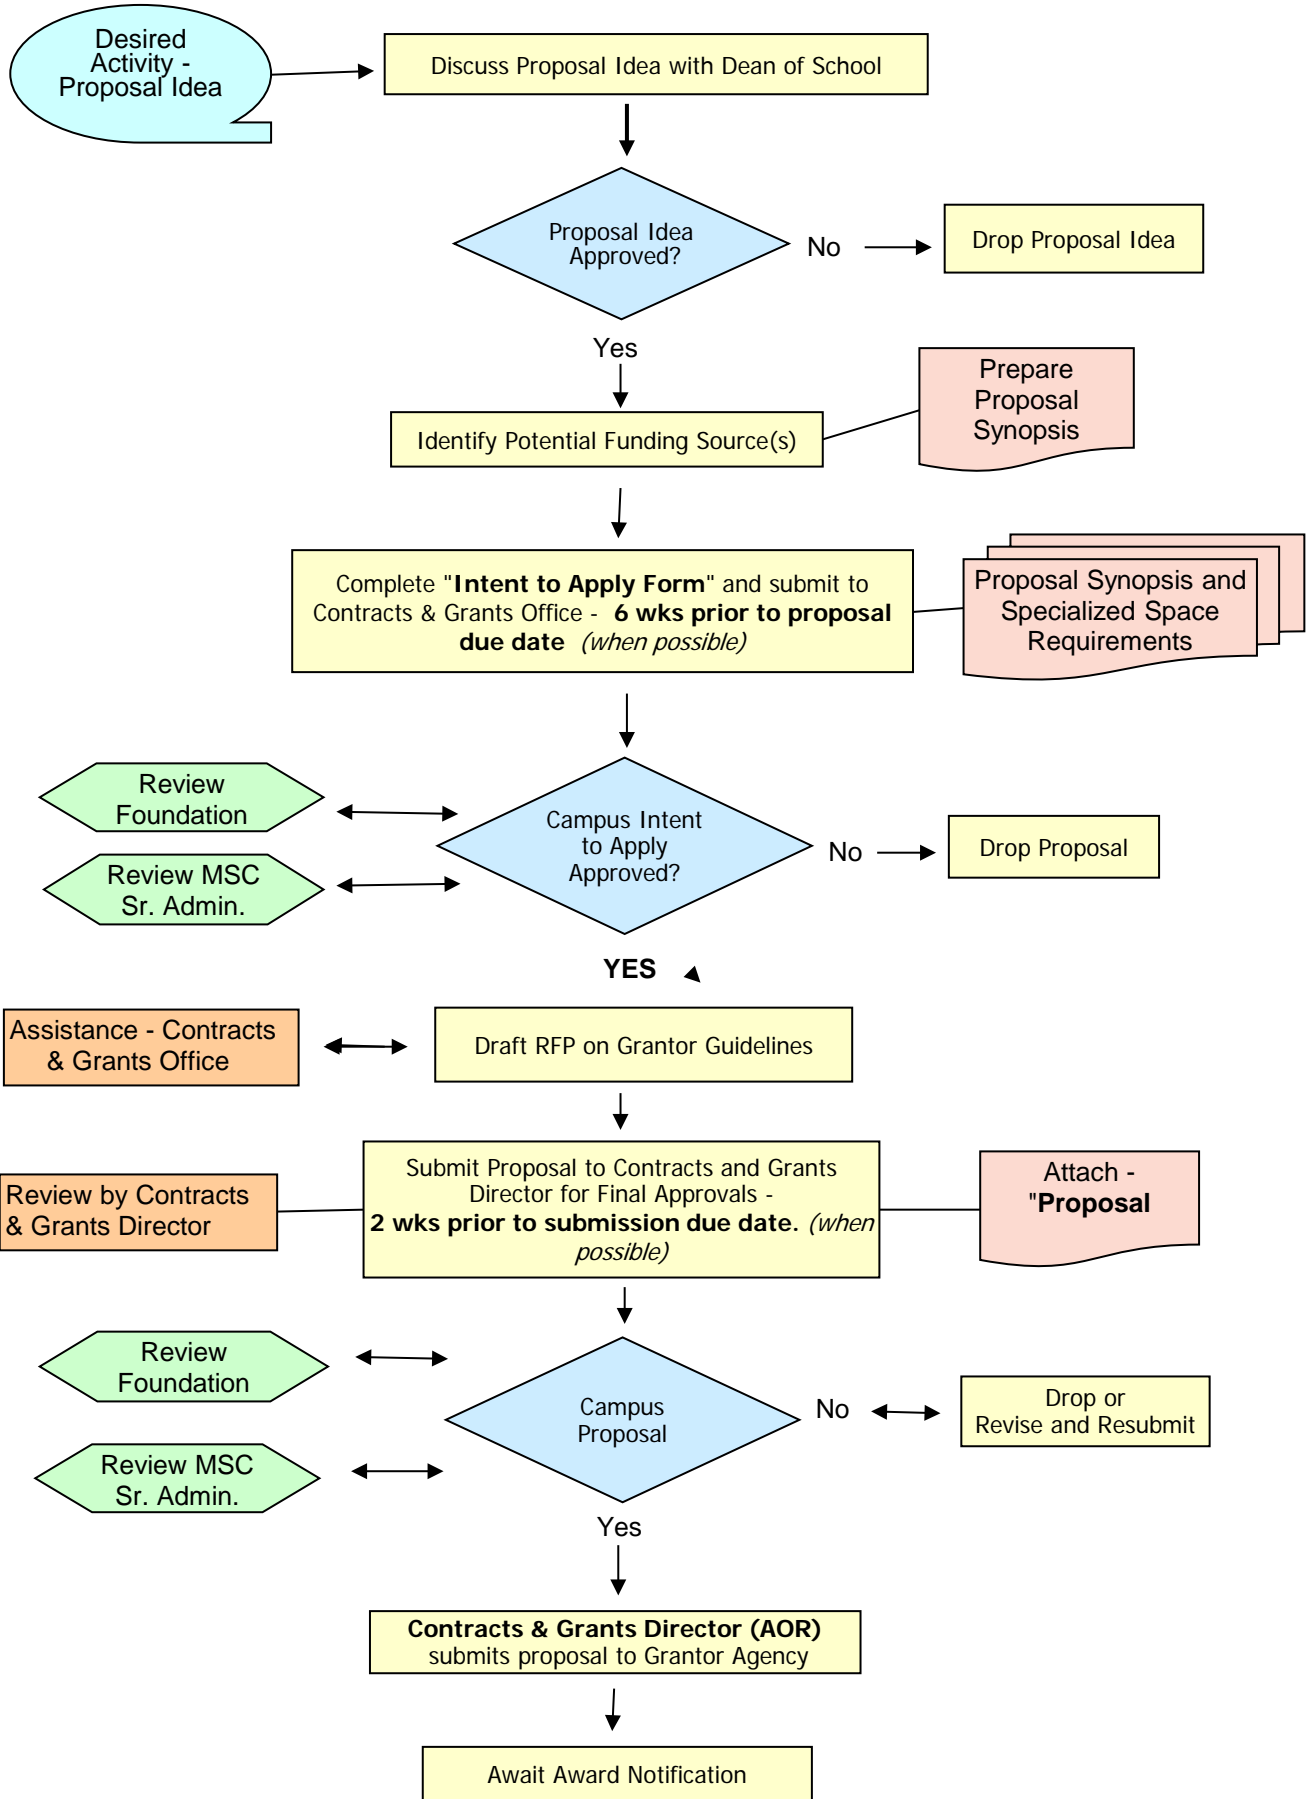 Desired
Activity -
Proposal Idea
Discuss Proposal Idea with Dean of School
Proposal Idea
Approved?
No
Drop Proposal Idea
Yes
Prepare
Proposal
Synopsis
Identify Potential Funding Source(s)
Complete "Intent to Apply Form" and submit to
Contracts & Grants Office - 6 wks prior to proposal
due date (when possible)
Proposal Synopsis and
Specialized Space
Requirements
Review
Foundation
Campus Intent
to Apply
Approved?
No
Drop Proposal
Review MSC
Sr. Admin.
YES
Assistance - Contracts
& Grants Office
Draft RFP on Grantor Guidelines
Review by Contracts
& Grants Director
Submit Proposal to Contracts and Grants
Director for Final Approvals -
2 wks prior to submission due date. (when
possible)
Attach -
"Proposal
Review
Foundation
Campus
Proposal
No
Drop or
Revise and Resubmit
Review MSC
Sr. Admin.
Yes
Contracts & Grants Director (AOR)
submits proposal to Grantor Agency
Await Award Notification